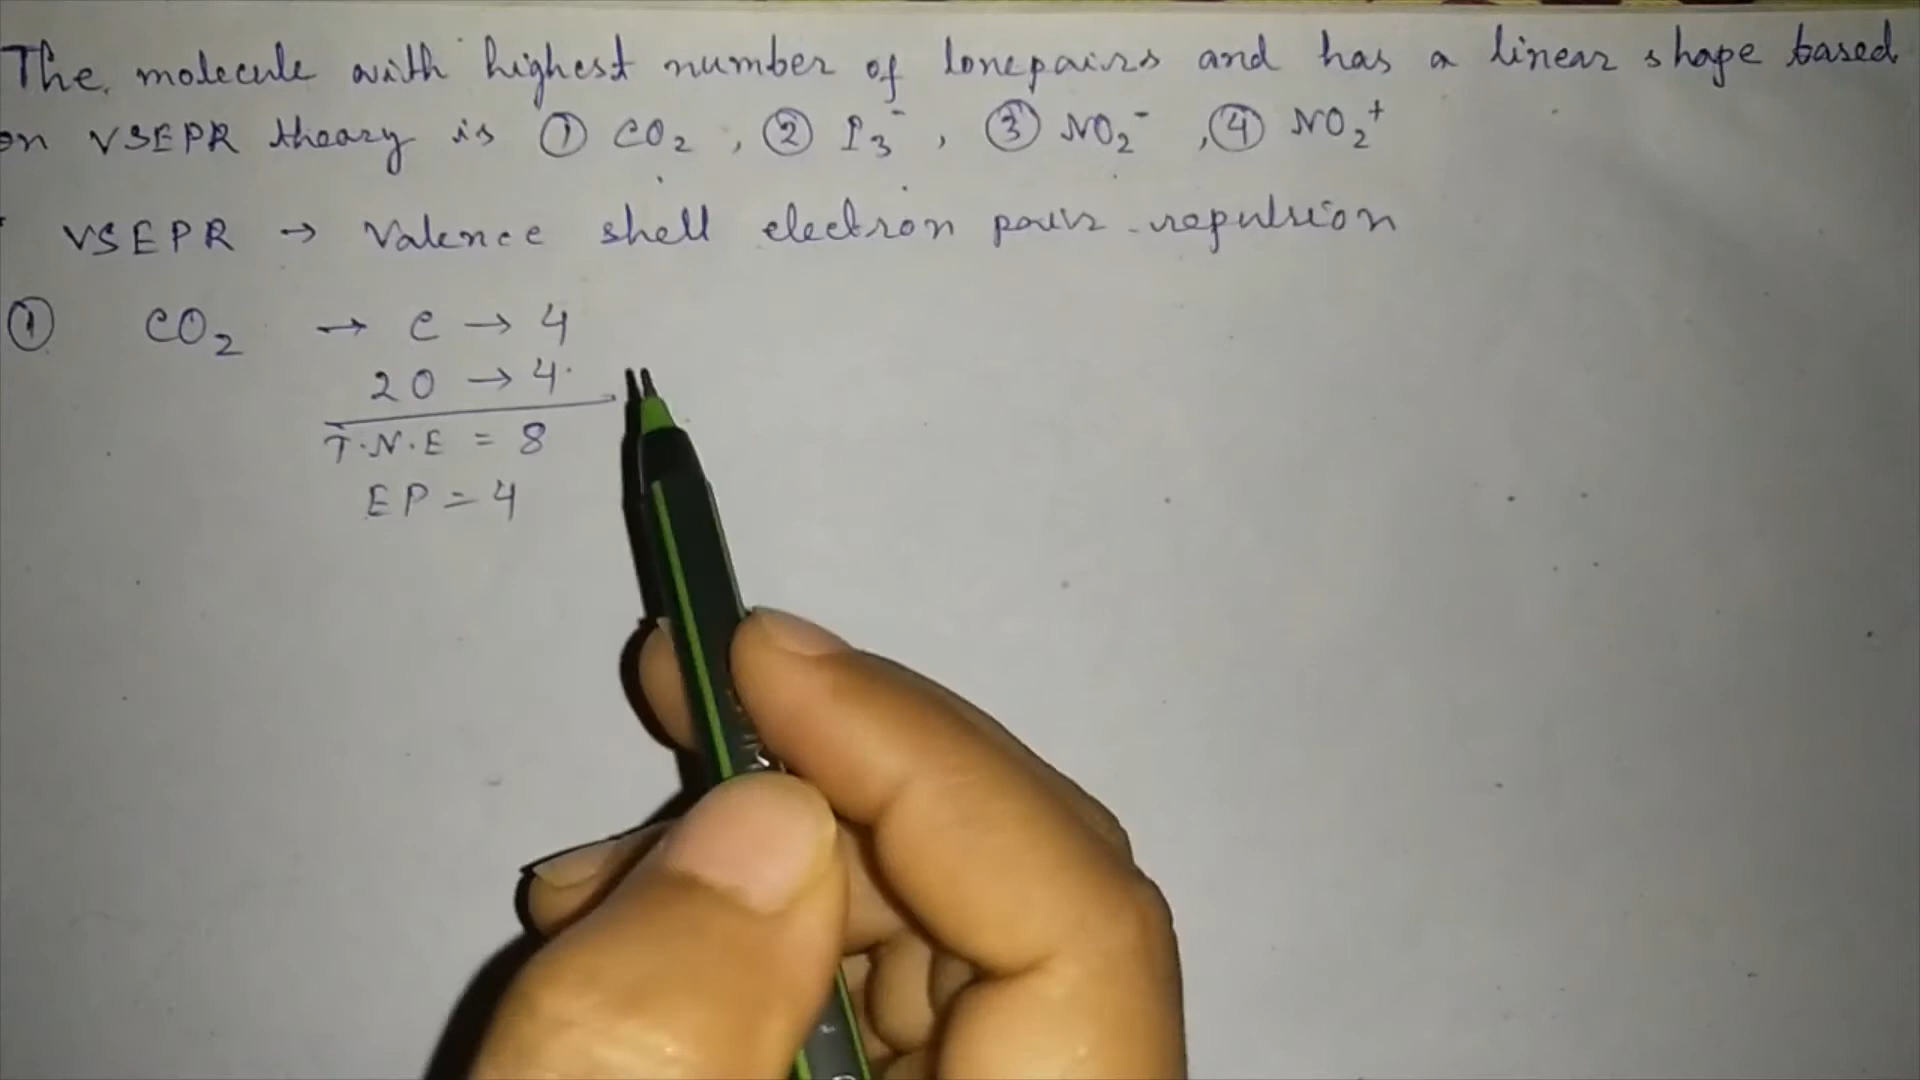 The molecule with highest number of lonepairs and has a linear shape based
on VSEPR theory is ① CO₂, ② I₃⁻, ③ NO₂⁻, ④ NO₂⁺
VSEPR → Valence shell electron pair repulsion
① CO₂ → C → 4
2O → 4
T.N.E = 8
EP = 4